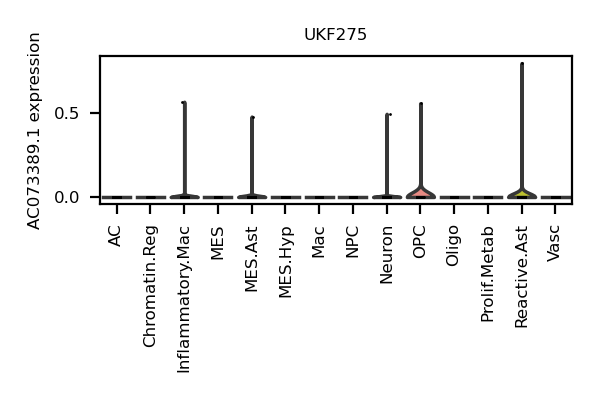 UKF275
AC073389.1 expression
0.5
0.0
AC
Chromatin.Reg
Inflammatory.Mac
MES
MES.Ast
MES.Hyp
Mac
NPC
Neuron
OPC
Oligo
Prolif.Metab
Reactive.Ast
Vasc